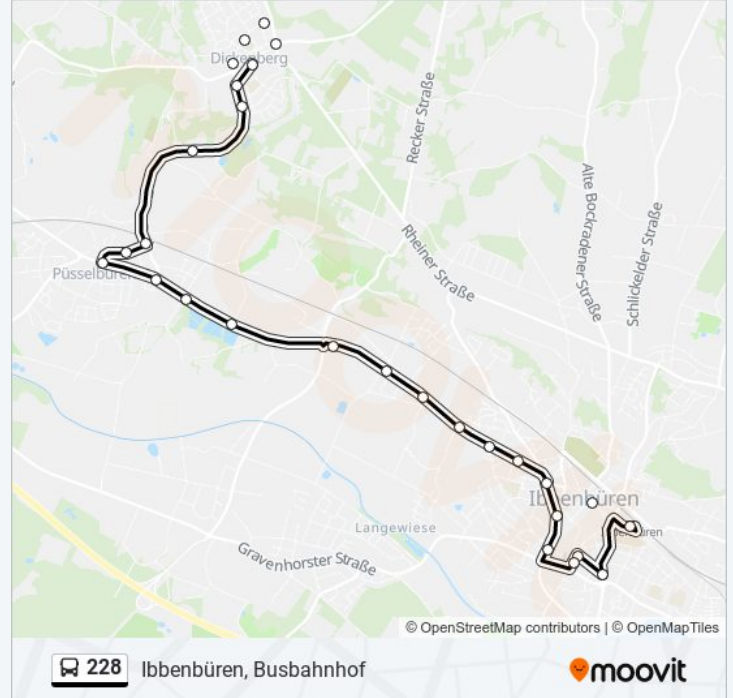 Dickenberg
Recker Straße
Alte Bockradener Straße
Schlickelder Straße
Rheiner Straße
Püsselbüren
Ibbenbüren
Langewiese
Gravenhorster Straße
© OpenStreetMap contributors | © OpenMapTiles
228 Ibbenbüren, Busbahnhof
moovit